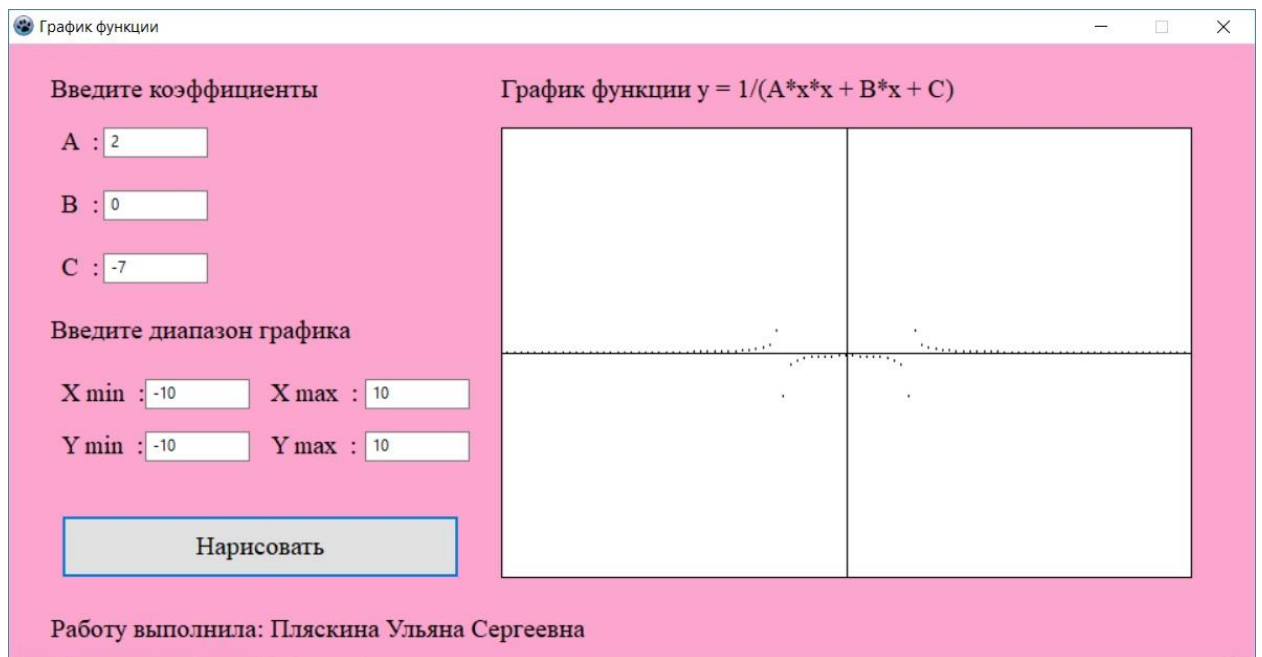 График функции
Введите коэффициенты
График функции y = 1/(A*x*x + B*x + C)
A : 2
B : 0
C : -7
Введите диапазон графика
X min : -10 X max : 10
Y min : -10 Y max : 10
Нарисовать
Работу выполнила: Пляскина Ульяна Сергеевна